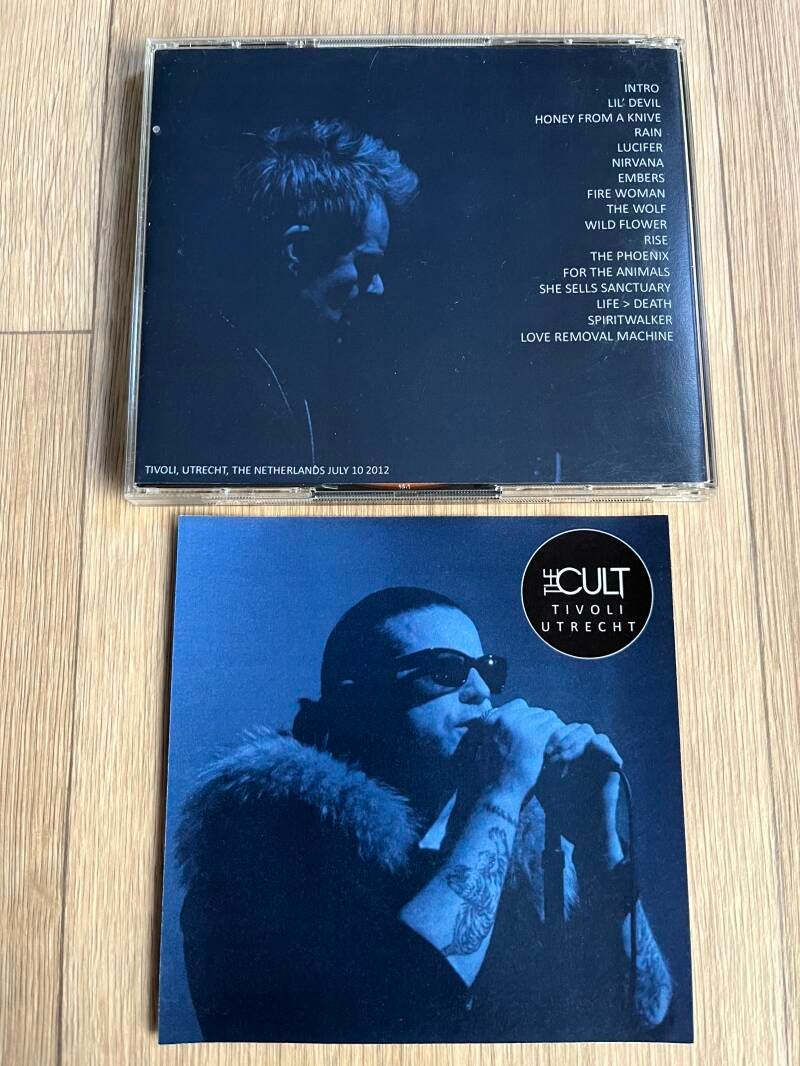 INTRO
LIL' DEVIL
HONEY FROM A KNIVE
RAIN
LUCIFER
NIRVANA
EMBERS
FIRE WOMAN
THE WOLF
WILD FLOWER
RISE
THE PHOENIX
FOR THE ANIMALS
SHE SELLS SANCTUARY
LIFE > DEATH
SPIRITWALKER
LOVE REMOVAL MACHINE
TIVOLI, UTRECHT, THE NETHERLANDS JULY 10 2012
THE CULT
TIVOLI
UTRECHT